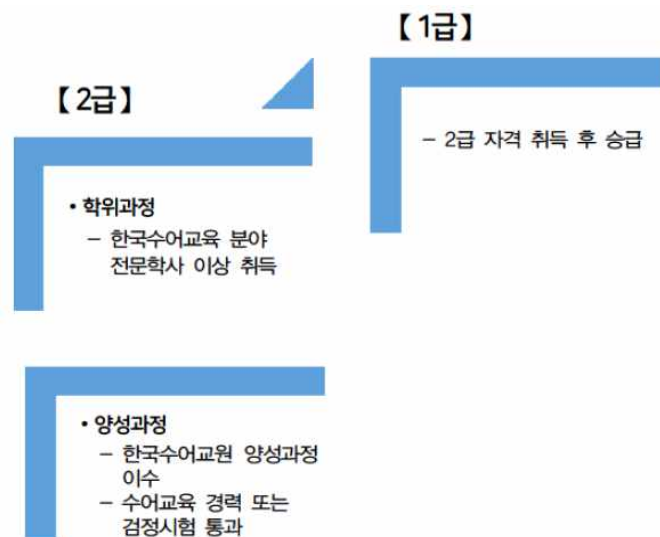 【1급】
- 2급 자격 취득 후 승급
【2급】
• 학위과정
- 한국수어교육 분야
전문학사 이상 취득
• 양성과정
- 한국수어교원 양성과정
이수
- 수어교육 경력 또는
검정시험 통과